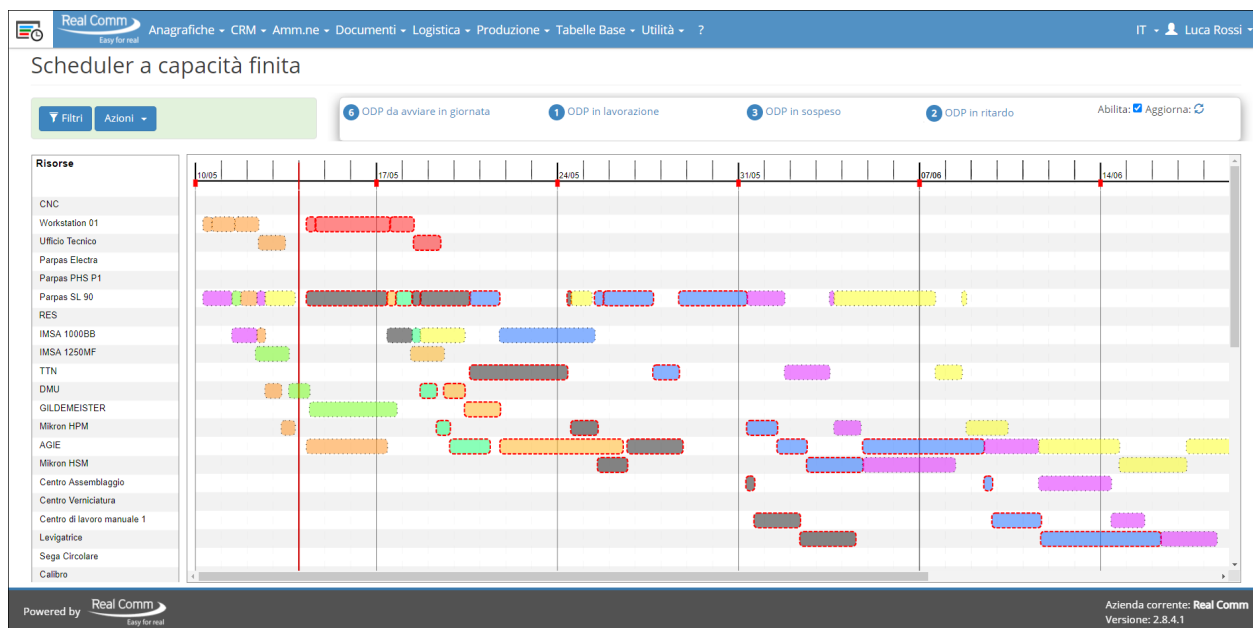 Real Comm
Easy for real
Anagrafiche CRM Amm.ne Documenti Logistica Produzione Tabelle Base Utilità ?
IT Luca Rossi
Scheduler a capacità finita
Filtri Azioni
6 ODP da avviare in giornata 1 ODP in lavorazione 3 ODP in sospeso 2 ODP in ritardo Abilita: Aggiorna:
Risorse
10/05 17/05 24/05 31/05 07/06 14/06
CNC
Workstation 01
Ufficio Tecnico
Parpas Electra
Parpas PHS P1
Parpas SL 90
RES
IMSA 1000BB
IMSA 1250MF
TTN
DMU
GILDEMEISTER
Mikron HPM
AGIE
Mikron HSM
Centro Assemblaggio
Centro Verniciatura
Centro di lavoro manuale 1
Levigatrice
Sega Circolare
Calibro
Powered by Real Comm
Easy for real
Azienda corrente: Real Comm
Versione: 2.8.4.1